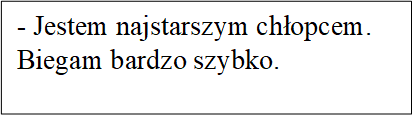 - Jestem najstarszym chłopcem.
Biegam bardzo szybko.